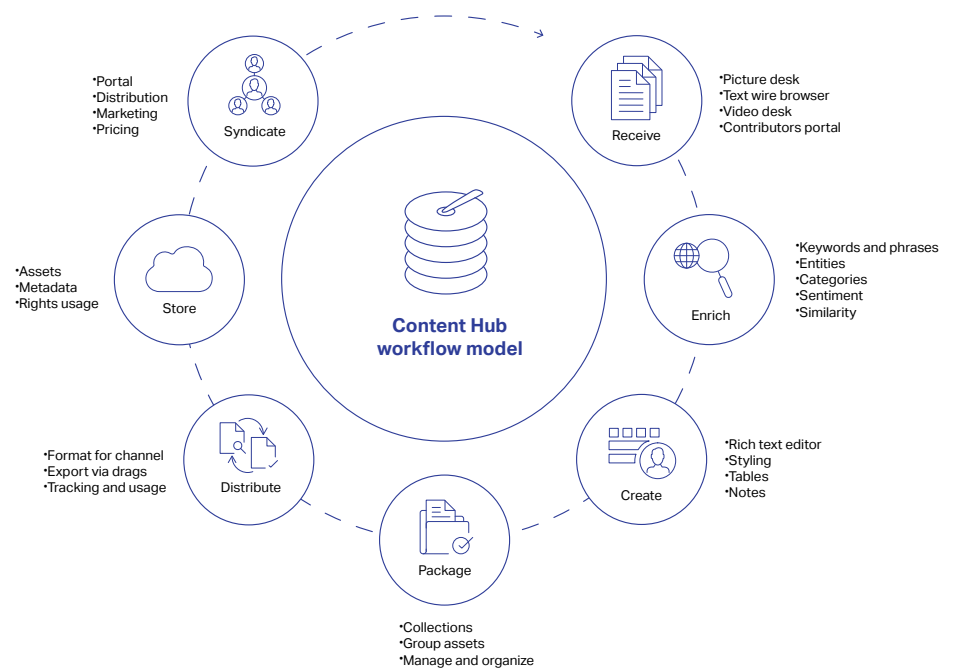 Content Hub
workflow model
Receive
•Picture desk
•Text wire browser
•Video desk
•Contributors portal
Enrich
•Keywords and phrases
•Entities
•Categories
•Sentiment
•Similarity
Create
•Rich text editor
•Styling
•Tables
•Notes
Package
•Collections
•Group assets
•Manage and organize
Distribute
•Format for channel
•Export via drags
•Tracking and usage
Store
•Assets
•Metadata
•Rights usage
Syndicate
•Portal
•Distribution
•Marketing
•Pricing